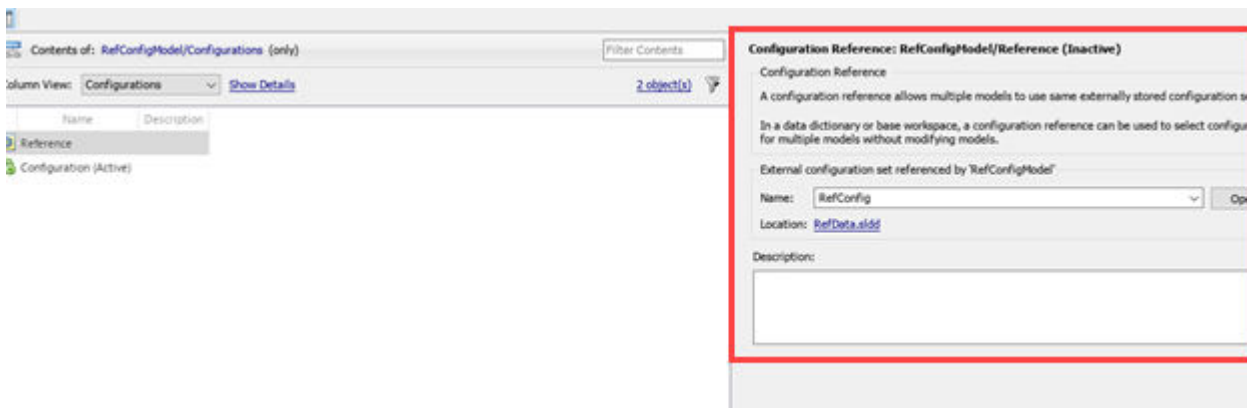 Contents of: RefConfigModel/Configurations (only)
Filter Contents
Column View: Configurations
Show Details
2 object(s)
Name Description
Reference
Configuration (Active)
Configuration Reference: RefConfigModel/Reference (Inactive)
Configuration Reference
A configuration reference allows multiple models to use same externally stored configuration
In a data dictionary or base workspace, a configuration reference can be used to select
for multiple models without modifying models.
External configuration set referenced by 'RefConfigModel'
Name: RefConfig
Location: RefData.sldd
Description: